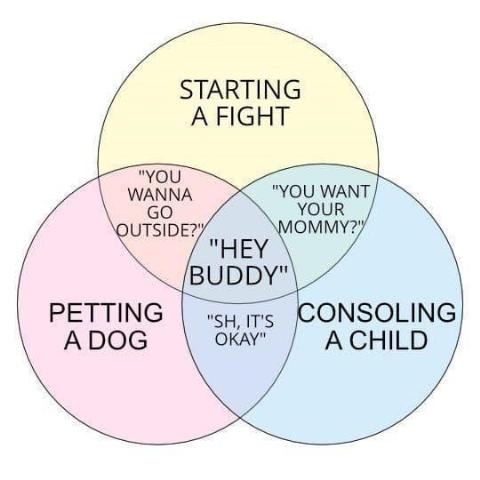 STARTING
A FIGHT
"YOU
WANNA
GO
OUTSIDE?"
"YOU WANT
YOUR
MOMMY?"
"HEY
BUDDY"
PETTING
A DOG
"SH, IT'S
OKAY"
CONSOLING
A CHILD